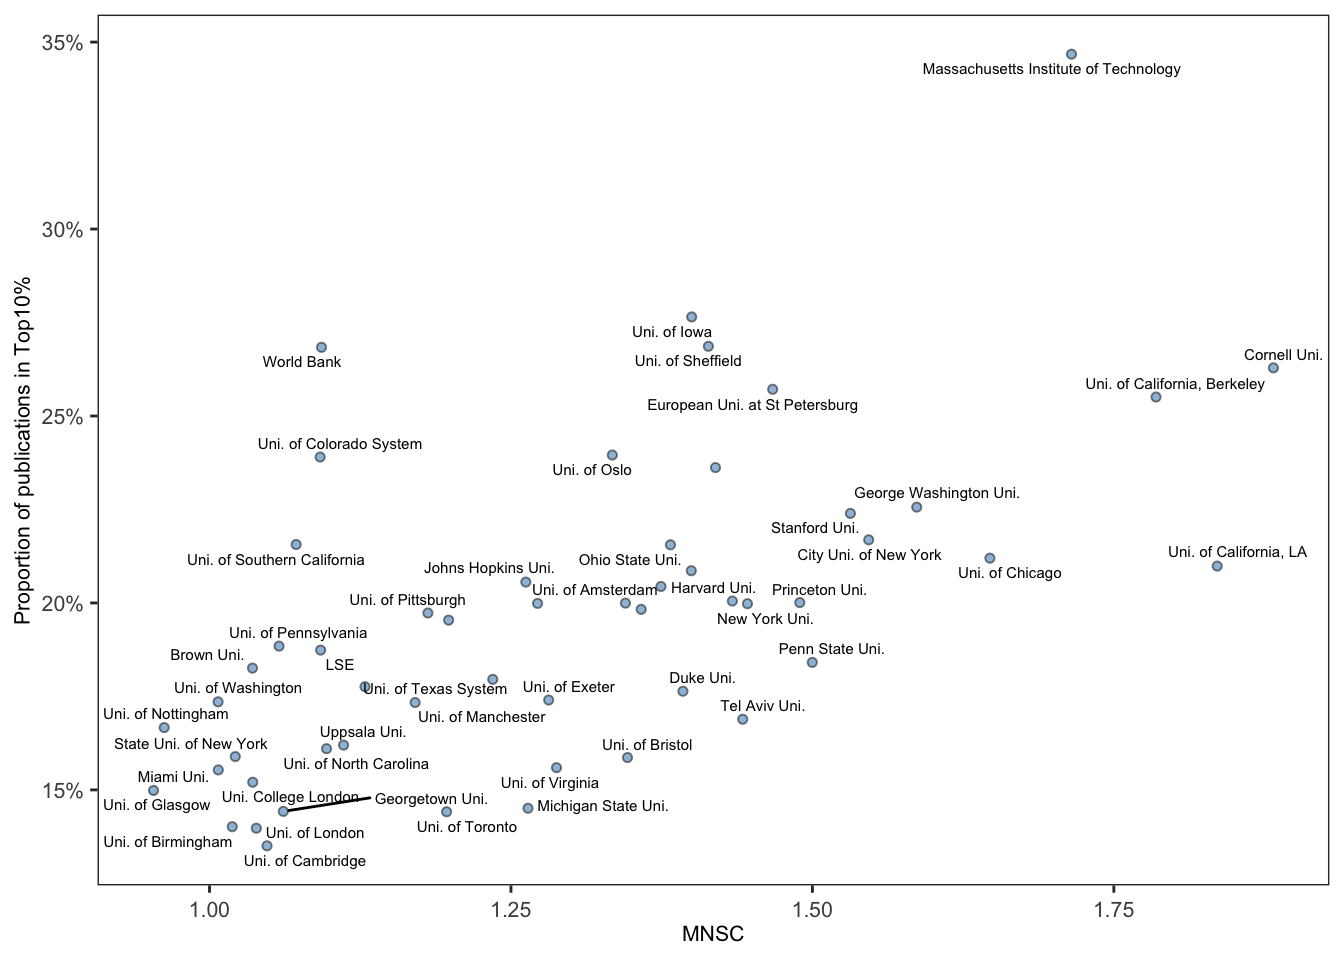 35%
Massachusetts Institute of Technology
30%
Uni. of Iowa
World Bank
Uni. of Sheffield
Cornell Uni.
Uni. of California, Berkeley
European Uni. at St Petersburg
25%
Uni. of Colorado System
Uni. of Oslo
George Washington Uni.
Stanford Uni.
City Uni. of New York
Uni. of California, LA
Uni. of Southern California
Ohio State Uni.
Johns Hopkins Uni.
Uni. of Chicago
Uni. of Amsterdam
Harvard Uni.
Princeton Uni.
20%
Uni. of Pittsburgh
New York Uni.
Uni. of Pennsylvania
Brown Uni.
LSE
Penn State Uni.
Uni. of Washington
Uni. of Texas System
Uni. of Exeter
Duke Uni.
Uni. of Nottingham
Uni. of Manchester
Tel Aviv Uni.
State Uni. of New York
Uppsala Uni.
Uni. of North Carolina
Uni. of Bristol
Miami Uni.
Uni. of Virginia
15%
Uni. of Glasgow
Uni. College London
Georgetown Uni.
Michigan State Uni.
Uni. of Birmingham
Uni. of London
Uni. of Toronto
Uni. of Cambridge
1.00
1.25
1.50
1.75
MNSC
Proportion of publications in Top10%